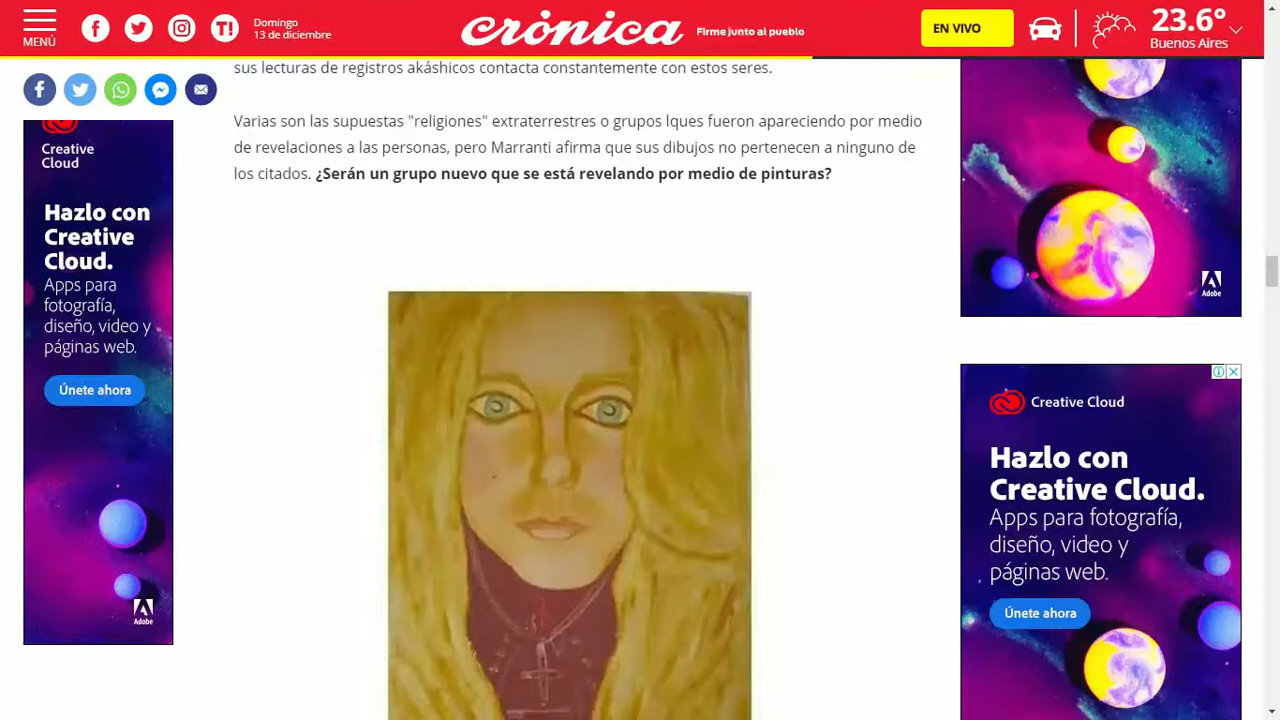 MENÚ
Domingo
13 de diciembre
crónica
Firme junto al pueblo
EN VIVO
23.6°
Buenos Aires
sus lecturas de registros akáshicos contacta constantemente con estos seres.
Varias son las supuestas "religiones" extraterrestres o grupos lques fueron apareciendo por medio
de revelaciones a las personas, pero Marranti afirma que sus dibujos no pertenecen a ninguno de
los citados. ¿Serán un grupo nuevo que se está revelando por medio de pinturas?
Creative
Cloud
Hazlo con
Creative
Cloud.
Apps para
fotografía,
diseño, video y
páginas web.
Únete ahora
Adobe
Adobe
Creative Cloud
Hazlo con
Creative Cloud.
Apps para fotografía,
diseño, video y
páginas web.
Únete ahora